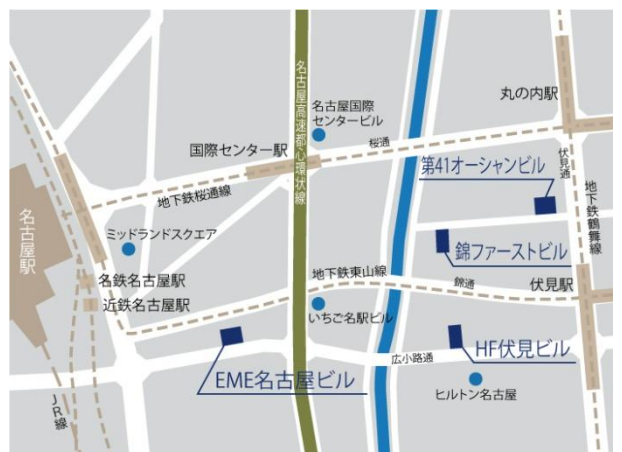 丸の内駅
名古屋国際
センタービル
名古屋高速都心環状線
桜通
国際センター駅
伏見通
第41オーシャンビル
地下鉄桜通線
地下鉄鶴舞線
名古屋駅
ミッドランドスクエア
錦ファーストビル
名鉄名古屋駅
地下鉄東山線
錦通
伏見駅
近鉄名古屋駅
いちご名駅ビル
HF伏見ビル
広小路通
EME名古屋ビル
ヒルトン名古屋
JR線